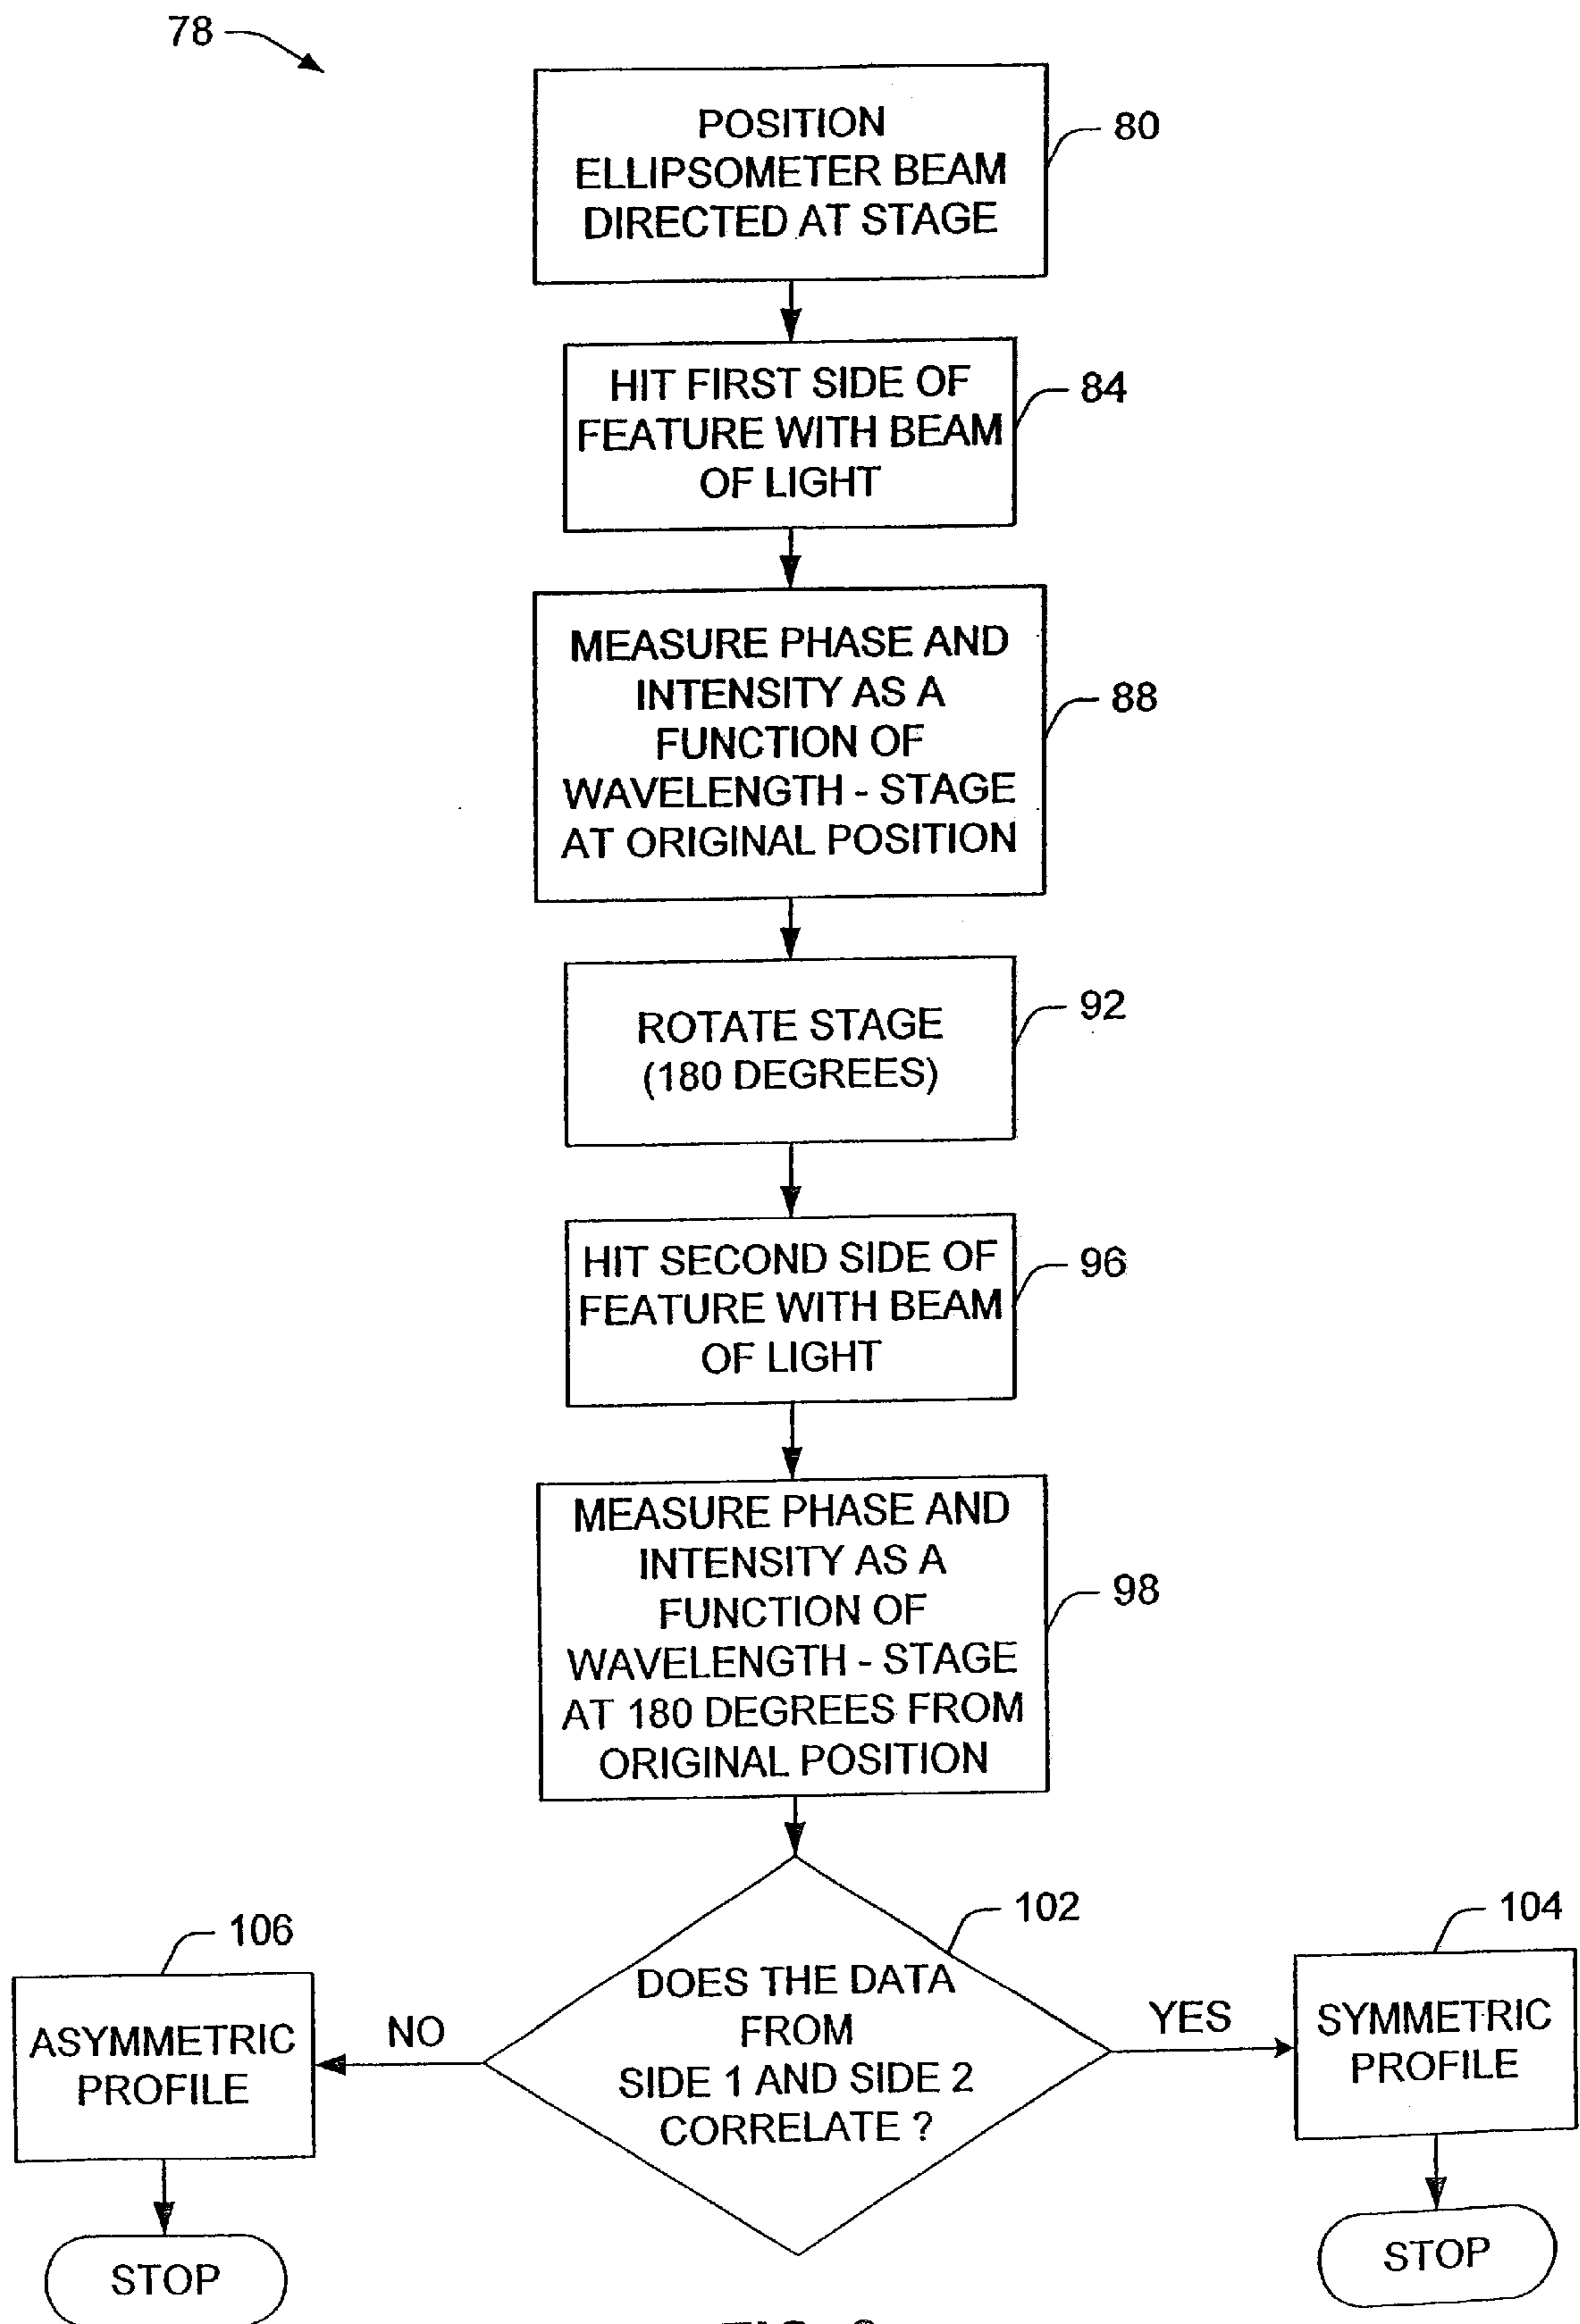 78
POSITION
ELLIPSOMETER BEAM
DIRECTED AT STAGE
80
HIT FIRST SIDE OF
FEATURE WITH BEAM
OF LIGHT
84
MEASURE PHASE AND
INTENSITY AS A
FUNCTION OF
WAVELENGTH - STAGE
AT ORIGINAL POSITION
88
ROTATE STAGE
(180 DEGREES)
92
HIT SECOND SIDE OF
FEATURE WITH BEAM
OF LIGHT
96
MEASURE PHASE AND
INTENSITY AS A
FUNCTION OF
WAVELENGTH - STAGE
AT 180 DEGREES FROM
ORIGINAL POSITION
98
DOES THE DATA
FROM
SIDE 1 AND SIDE 2
CORRELATE ?
102
NO
106
ASYMMETRIC
PROFILE
STOP
YES
104
SYMMETRIC
PROFILE
STOP